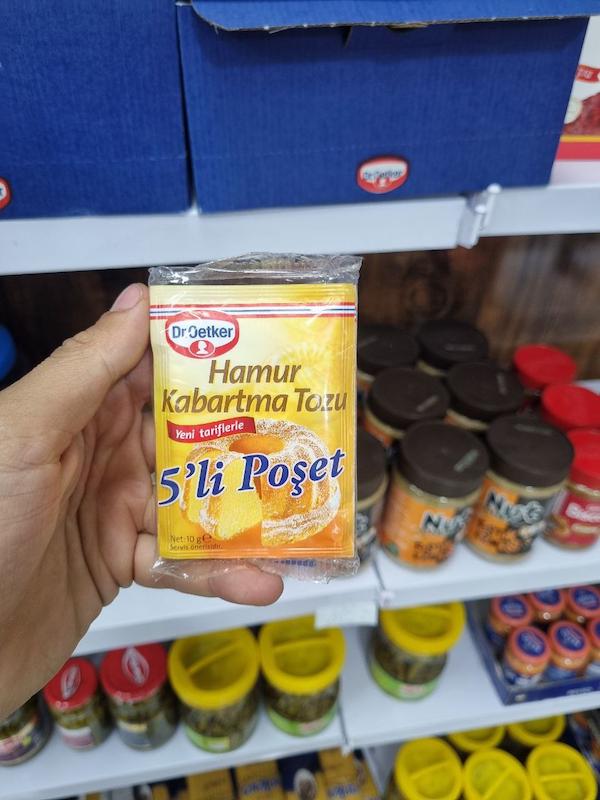 Dr.Oetker
Dr.Oetker
Hamur
Kabartma Tozu
Yeni tariflerle
5'li Poşet
Net:10 g e
Servis önerisidir.